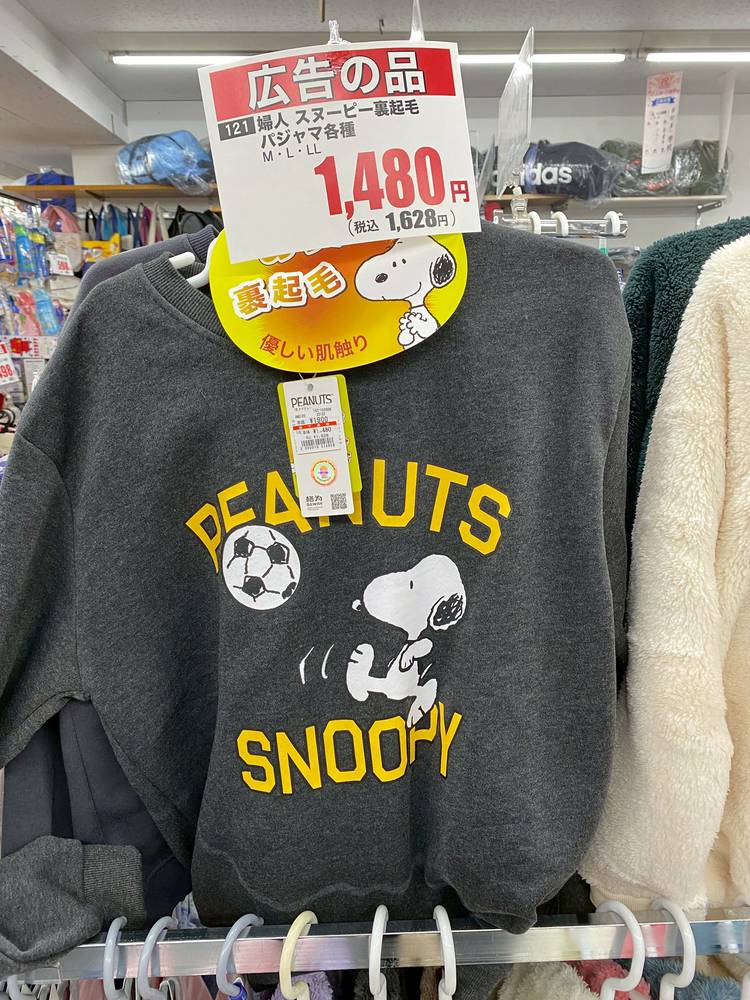 広告の品
121 婦人 スヌーピー裏起毛
パジャマ各種
M・L・LL
1,480円
(税込 1,628円)
裏起毛
優しい肌触り
PEANUTS
¥1900
PEANUTS
SNOOPY
adidas